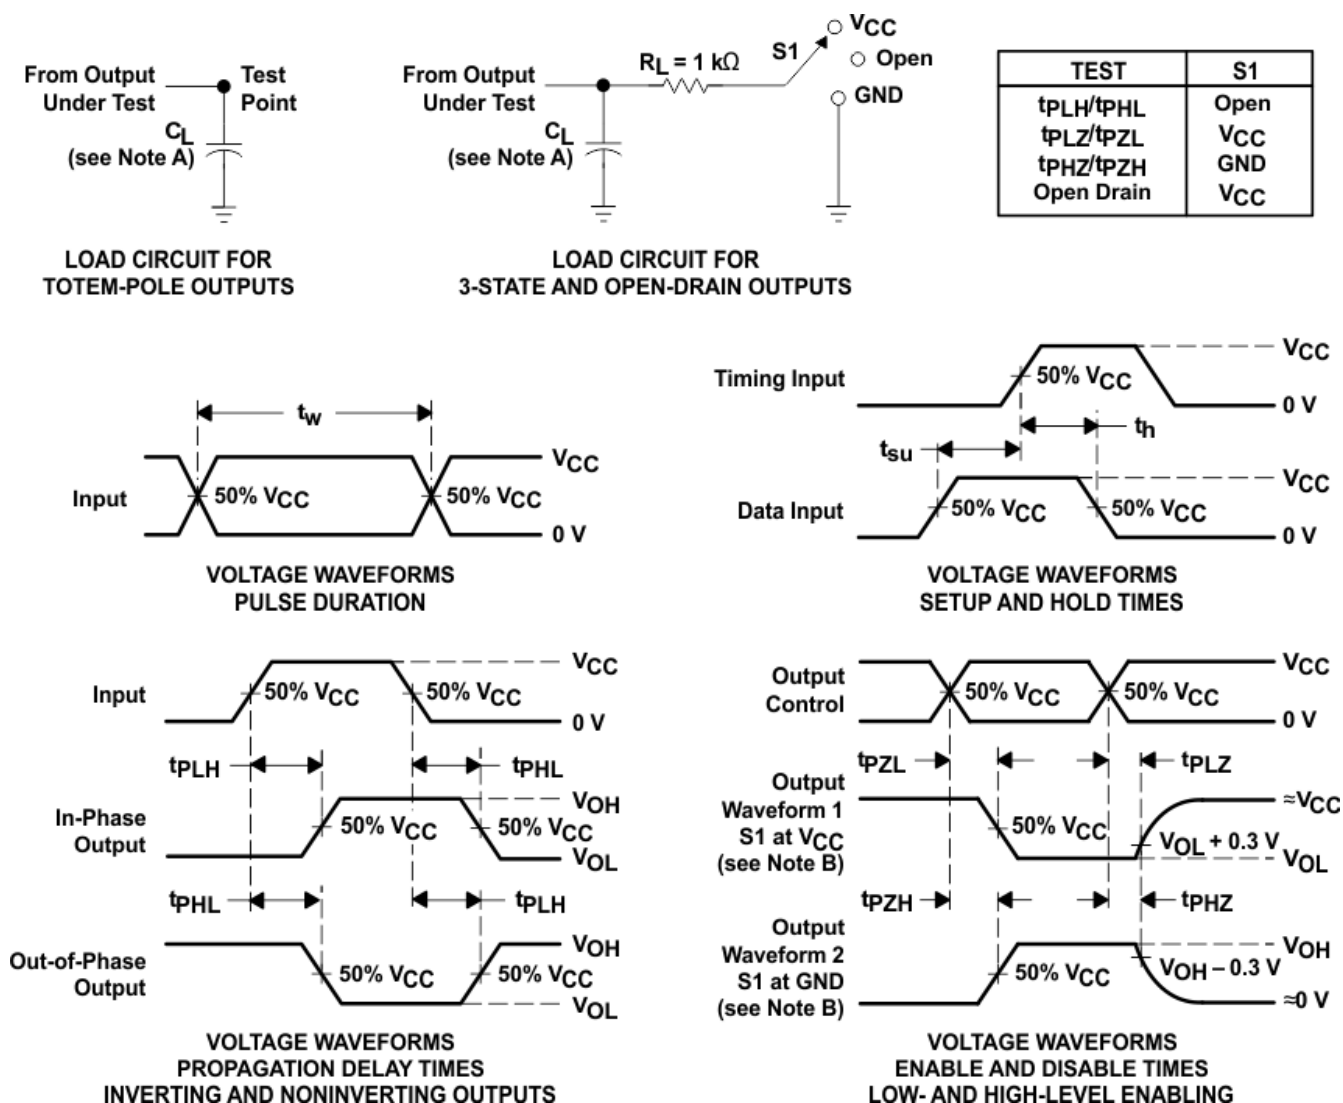 From Output
Under Test
Test
Point
CL
(see Note A)
LOAD CIRCUIT FOR
TOTEM-POLE OUTPUTS
From Output
Under Test
RL = 1 kΩ
S1
VCC
Open
GND
CL
(see Note A)
LOAD CIRCUIT FOR
3-STATE AND OPEN-DRAIN OUTPUTS
TEST S1
tPLH/tPHL Open
tPLZ/tPZL VCC
tPHZ/tPZH GND
Open Drain VCC
tw
Input
50% VCC
50% VCC
VCC
0 V
VOLTAGE WAVEFORMS
PULSE DURATION
Timing Input
50% VCC
VCC
0 V
tsu
th
Data Input
50% VCC
50% VCC
VCC
0 V
VOLTAGE WAVEFORMS
SETUP AND HOLD TIMES
Input
50% VCC
50% VCC
VCC
0 V
tPLH
tPHL
In-Phase
Output
50% VCC
50% VCC
VOH
VOL
tPHL
tPLH
Out-of-Phase
Output
50% VCC
50% VCC
VOH
VOL
VOLTAGE WAVEFORMS
PROPAGATION DELAY TIMES
INVERTING AND NONINVERTING OUTPUTS
Output
Control
50% VCC
50% VCC
VCC
0 V
tPZL
tPLZ
Output
Waveform 1
S1 at VCC
(see Note B)
50% VCC
VOL + 0.3 V
≈VCC
VOL
tPZH
tPHZ
Output
Waveform 2
S1 at GND
(see Note B)
50% VCC
VOH − 0.3 V
VOH
≈0 V
VOLTAGE WAVEFORMS
ENABLE AND DISABLE TIMES
LOW- AND HIGH-LEVEL ENABLING